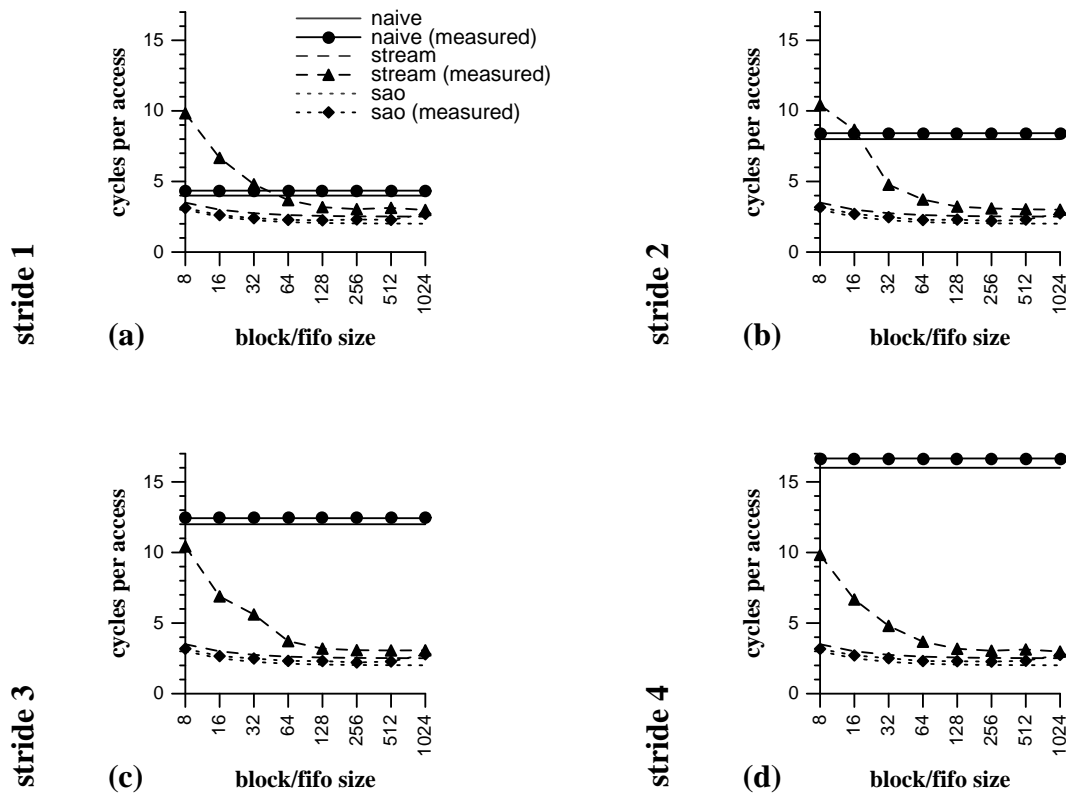 naive
naive (measured)
stream
stream (measured)
sao
sao (measured)
15
10
5
0
cycles per access
8
16
32
64
128
256
512
1024
block/fifo size
stride 1
(a)
15
10
5
0
cycles per access
8
16
32
64
128
256
512
1024
block/fifo size
stride 2
(b)
15
10
5
0
cycles per access
8
16
32
64
128
256
512
1024
block/fifo size
stride 3
(c)
15
10
5
0
cycles per access
8
16
32
64
128
256
512
1024
block/fifo size
stride 4
(d)